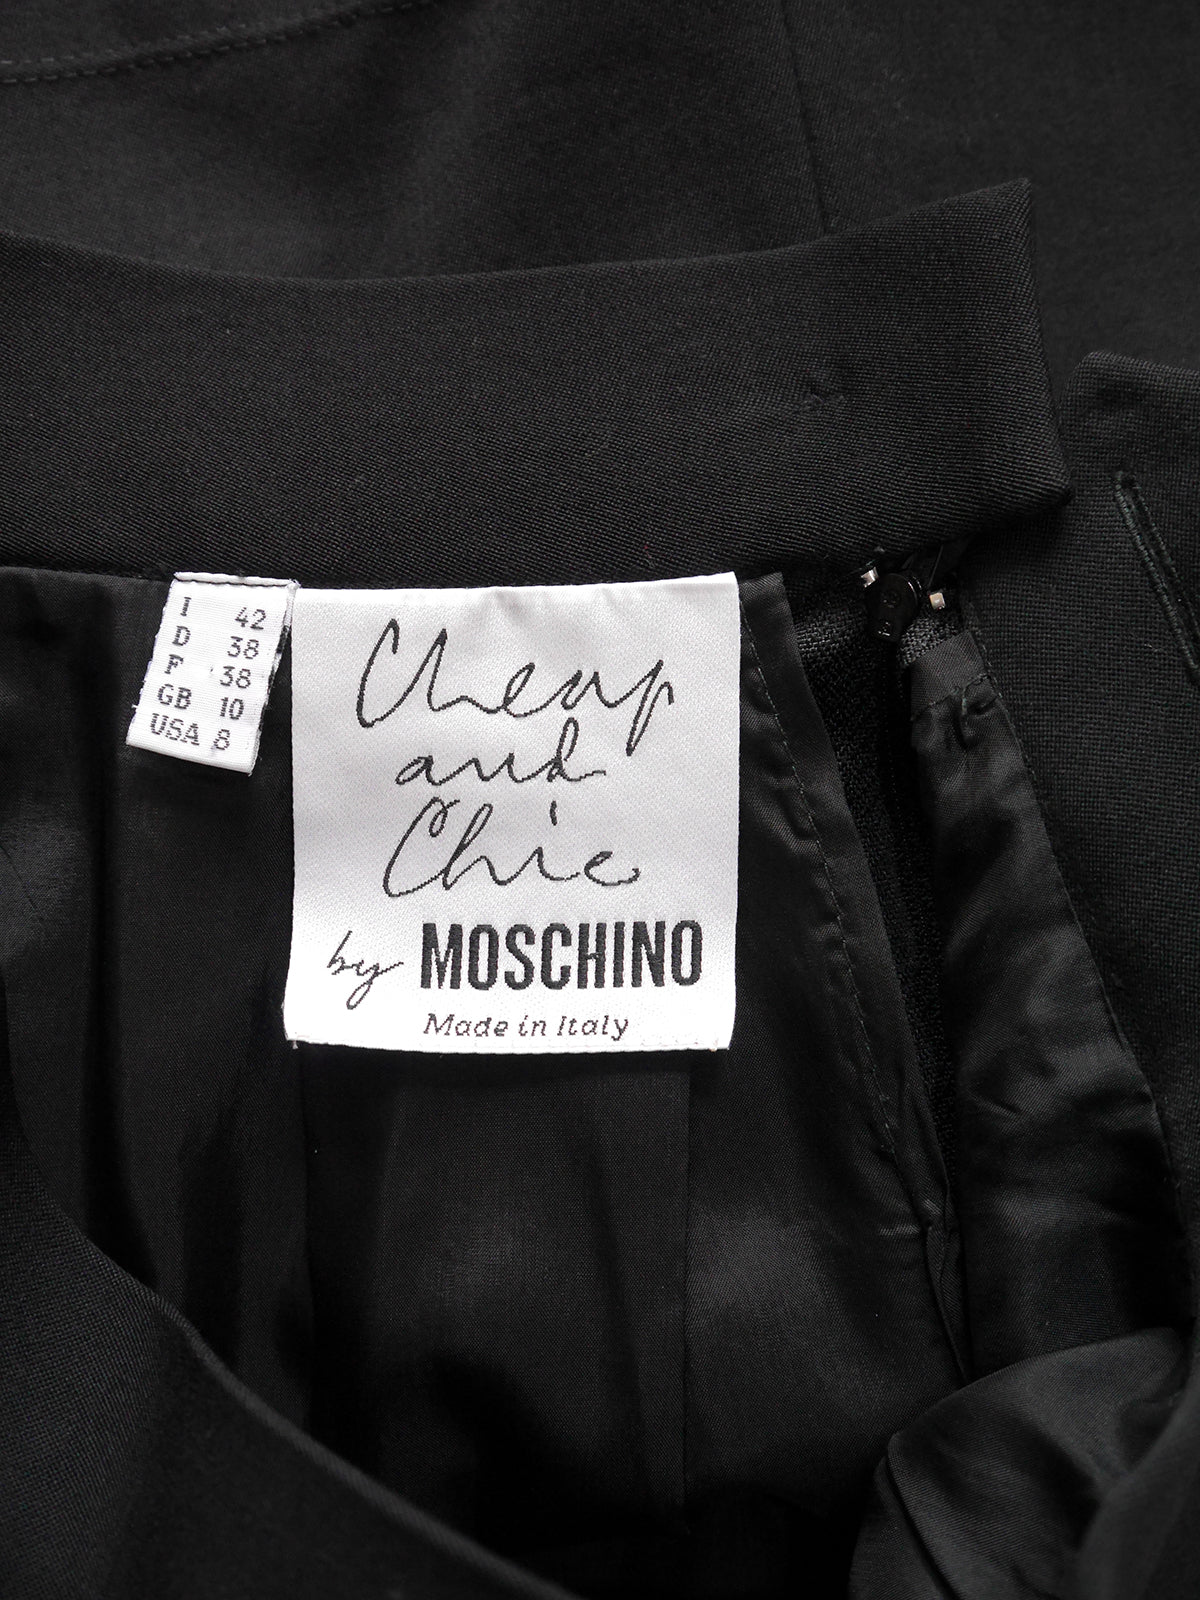 I 42
D 38
F 38
GB 10
USA 8
Cheap
and
Chic
by MOSCHINO
Made in Italy